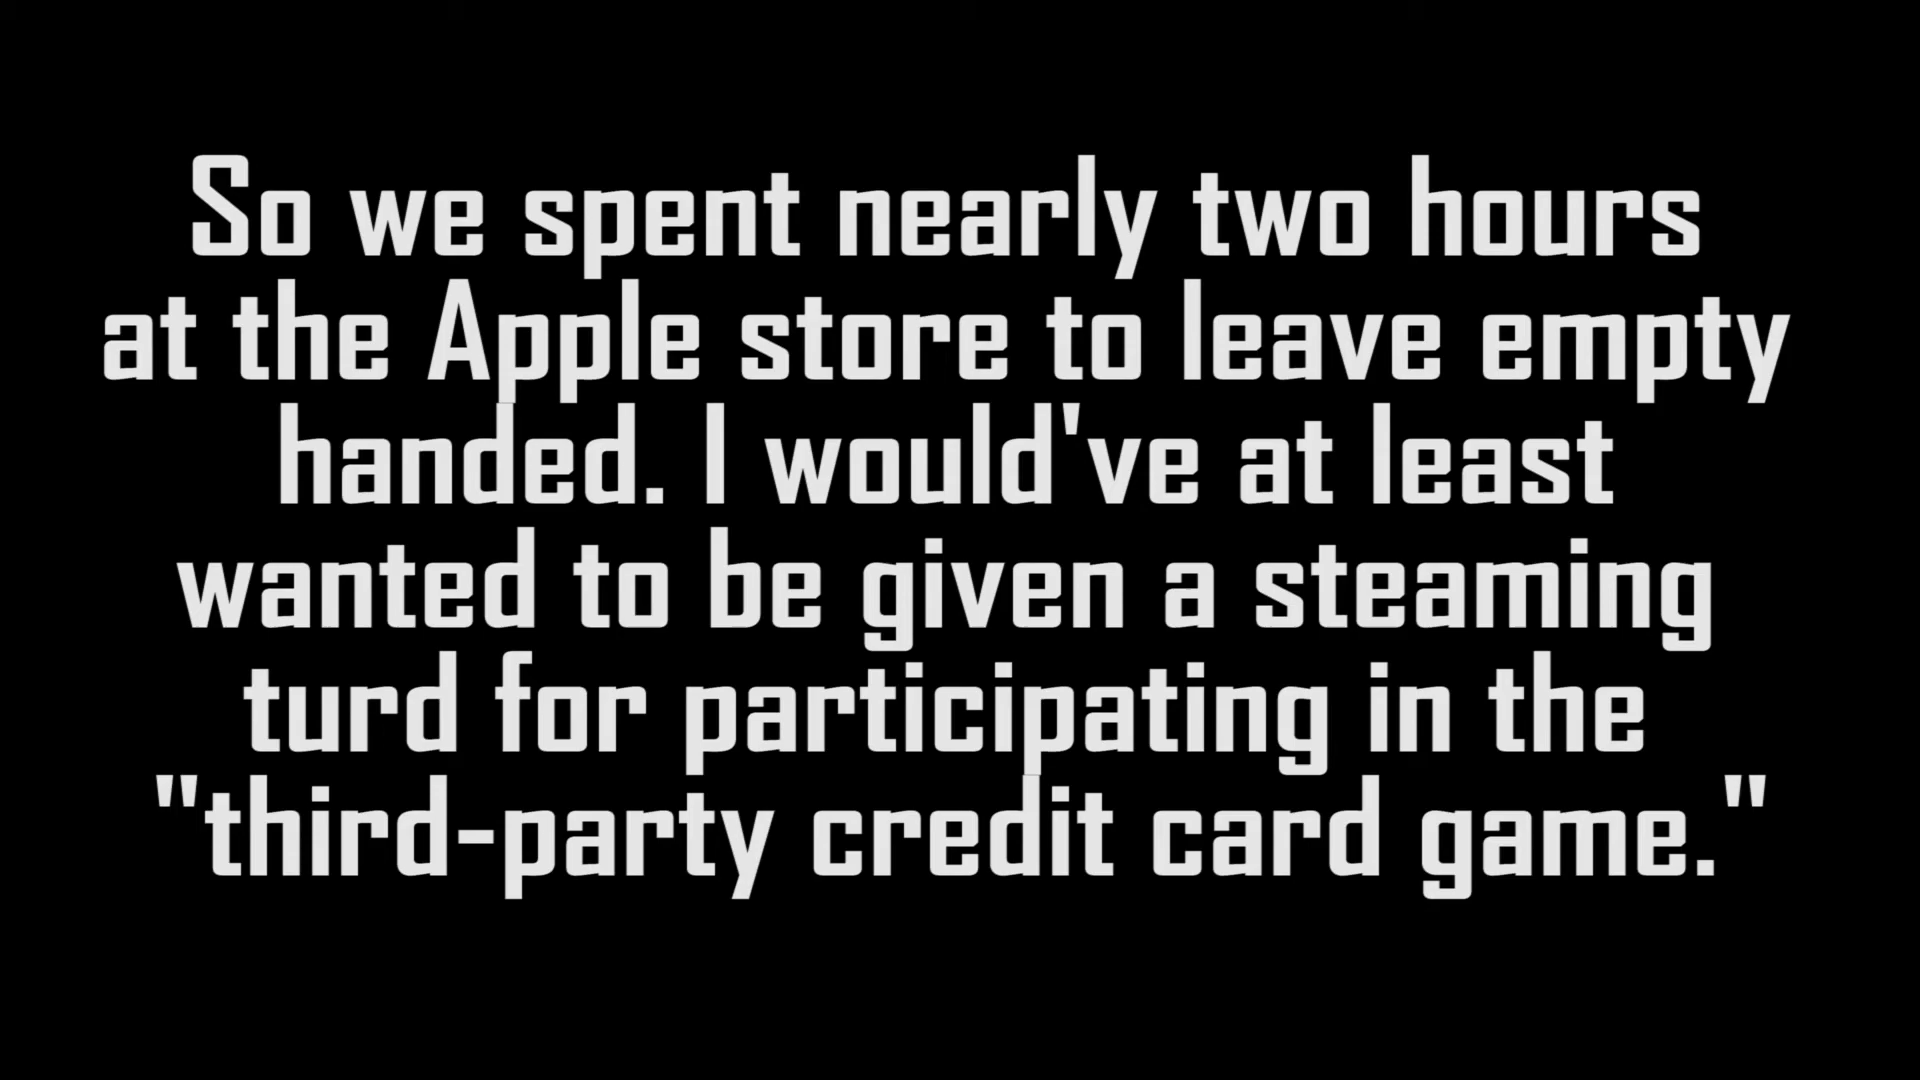 So we spent nearly two hours
at the Apple store to leave empty
handed. I would've at least
wanted to be given a steaming
turd for participating in the
"third-party credit card game."